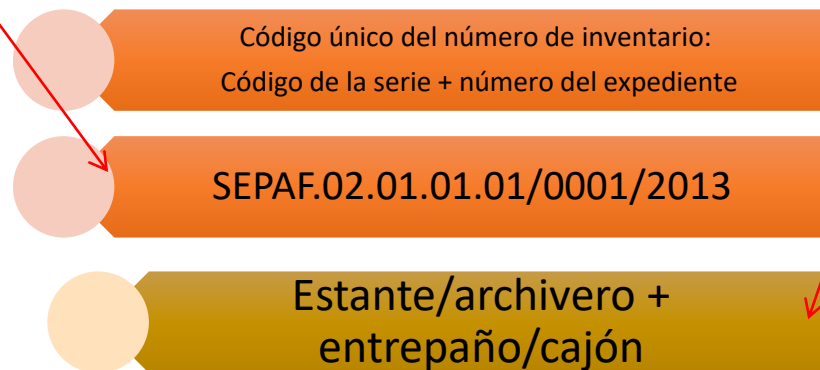 Código único del número de inventario:
Código de la serie + número del expediente
SEPAF.02.01.01.01/0001/2013
Estante/archivero +
entrepaño/cajón